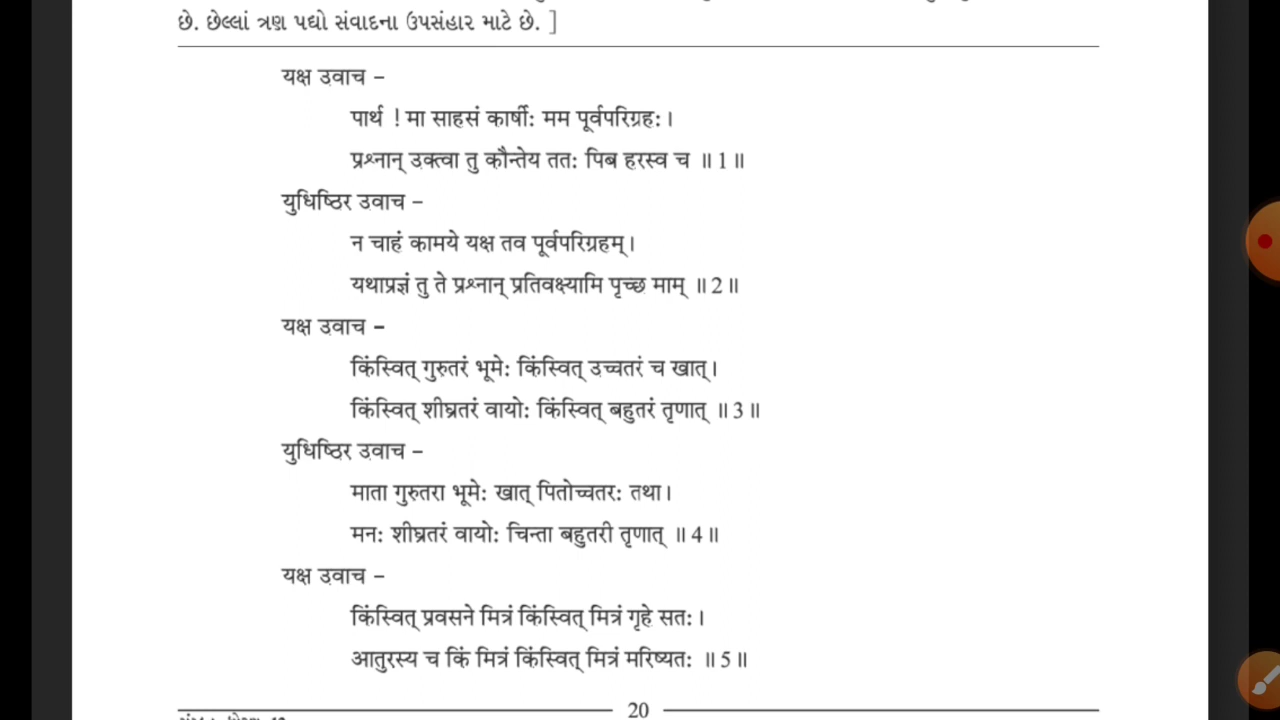 છે. છેલ્લાં ત્રણ પદ્યો સંવાદના ઉપસંહાર માટે છે. ]
यक्ष उवाच –
पार्थ ! मा साहसं कार्षीः मम पूर्वपरिग्रहः।
प्रश्नान् उक्त्वा तु कौन्तेय ततः पिब हरस्व च ॥1॥
युधिष्ठिर उवाच –
न चाहं कामये यक्ष तव पूर्वपरिग्रहम्।
यथाप्रज्ञं तु ते प्रश्नान् प्रतिवक्ष्यामि पृच्छ माम् ॥2॥
यक्ष उवाच –
किंस्वित् गुरुतरं भूमेः किंस्वित् उच्चतरं च खात्।
किंस्वित् शीघ्रतरं वायोः किंस्वित् बहुतरं तृणात् ॥3॥
युधिष्ठिर उवाच –
माता गुरुतरा भूमेः खात् पितोच्चतरः तथा।
मनः शीघ्रतरं वायोः चिन्ता बहुतरी तृणात् ॥4॥
यक्ष उवाच –
किंस्वित् प्रवसने मित्रं किंस्वित् मित्रं गृहे सतः।
आतुरस्य च किं मित्रं किंस्वित् मित्रं मरिष्यतः ॥5॥
20